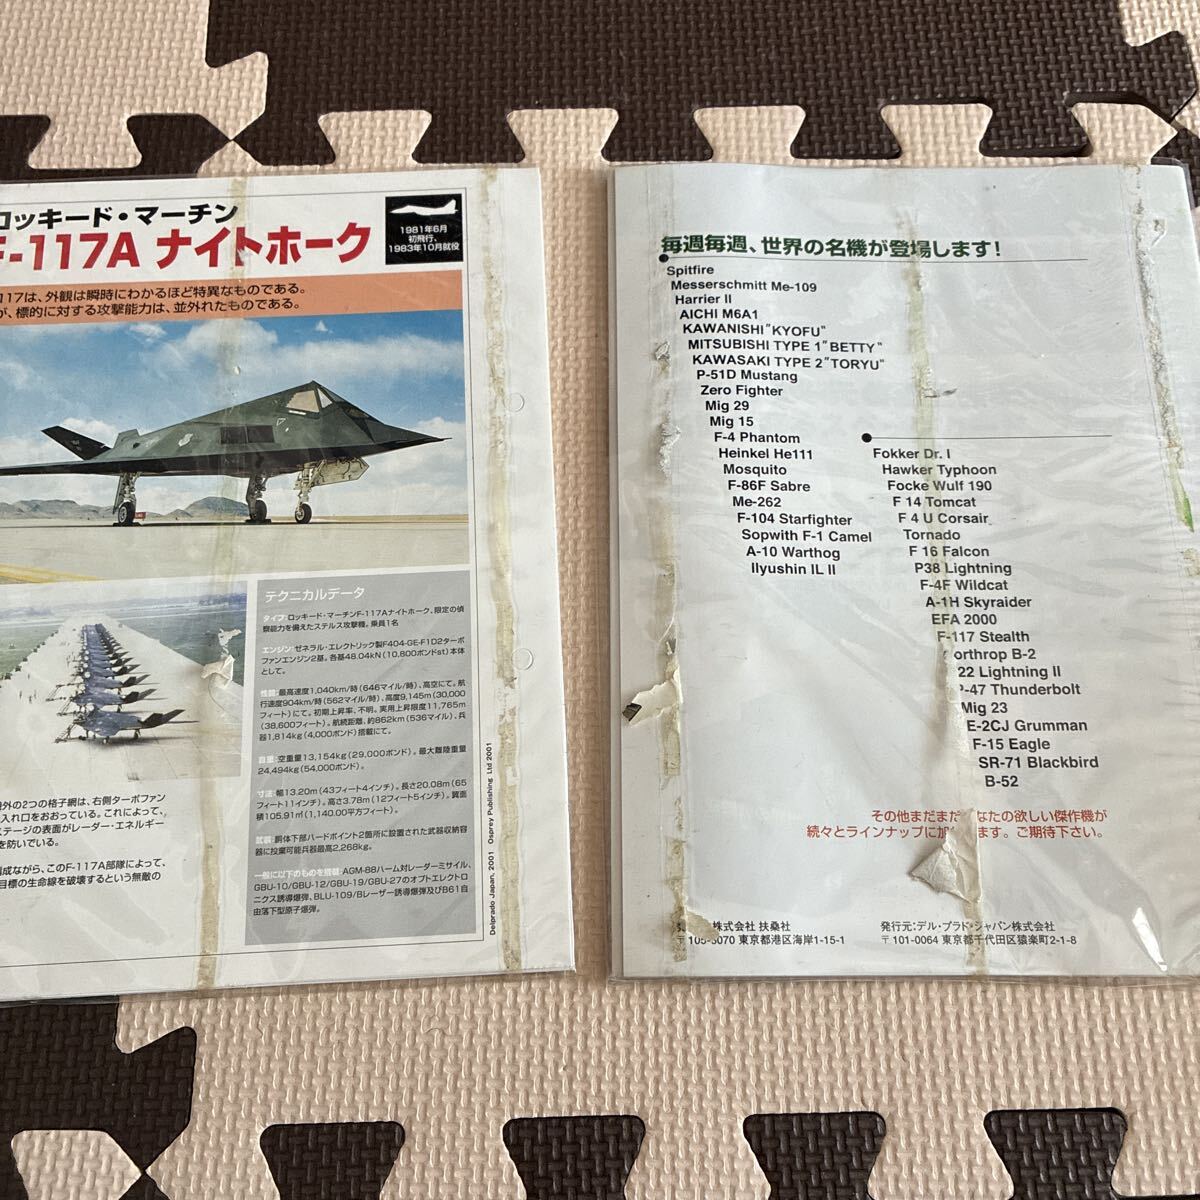 ロッキード・マーチン
F-117A ナイトホーク
1981年6月
初飛行、
1983年10月就役
117は、外観は瞬時にわかるほど特異なものである。
が、標的に対する攻撃能力は、並外れたものである。
テクニカルデータ
タイプ:ロッキード・マーチンF-117Aナイトホーク、限定の偵
察能力を備えたステルス攻撃機。乗員1名
エンジン:ゼネラル・エレクトリック製F404-GE-F1D2ターボ
ファンエンジン2基。各基48.04kN(10,800ポンドst)本体
として。
性能:最高速度1,040km/時(646マイル/時)、高空にて。航
行速度904km/時(562マイル/時)、高度9,145m(30,000
フィート)にて。初期上昇率、不明。実用上昇限度11,765m
(38,600フィート)。航続距離、約862km(536マイル)、兵
器1,814kg(4,000ポンド)搭載にて。
自重:空重量13,154kg(29,000ポンド)。最大離陸重量
24,494kg(54,000ポンド)。
寸法:幅13.20m(43フィート4インチ)。長さ20.08m(65
フィート11インチ)。高さ3.78m(12フィート5インチ)。翼面
積105.91㎡(1,140.00平方フィート)。
武装:胴体下部ハードポイント2個所に設置された武器収納容
器に投棄可能兵器最高2,268kg。
一般に以下のものを搭載:AGM-88ハーム対レーダーミサイル、
GBU-10/GBU-12/GBU-19/GBU-27のオプトエレクトロ
ニクス誘導爆弾、BLU-109/Bレーザー誘導爆弾及びB61自
由落下型原子爆弾。
機外の2つの格子網は、右側ターボファン
入れ口をおおっている。これによって、
ステージの表面がレーダー・エネルギー
を防いでいる。
編成ながら、このF-117A部隊によって、
目標の生命線を破壊するという無敵の
Delprado Japan, 2001 Osprey Publishing Ltd 2001
毎週毎週、世界の名機が登場します!
Spitfire
Messerschmitt Me-109
Harrier II
AICHI M6A1
KAWANISHI"KYOFU"
MITSUBISHI TYPE 1"BETTY"
KAWASAKI TYPE 2"TORYU"
P-51D Mustang
Zero Fighter
Mig 29
Mig 15
F-4 Phantom
Heinkel He111
Mosquito
F-86F Sabre
Me-262
F-104 Starfighter
Sopwith F-1 Camel
A-10 Warthog
Ilyushin IL II
Fokker Dr. I
Hawker Typhoon
Focke Wulf 190
F 14 Tomcat
F 4 U Corsair
Tornado
F 16 Falcon
P38 Lightning
F-4F Wildcat
A-1H Skyraider
EFA 2000
F-117 Stealth
orthrop B-2
22 Lightning II
P-47 Thunderbolt
Mig 23
E-2CJ Grumman
F-15 Eagle
SR-71 Blackbird
B-52
その他まだまだ なたの欲しい傑作機が
続々とラインナップに加 ます。ご期待下さい。
株式会社 扶桑社
〒105- 070 東京都港区海岸1-15-1
発行元:デル・プラド・ジャパン株式会社
〒101-0064 東京都千代田区猿楽町2-1-8